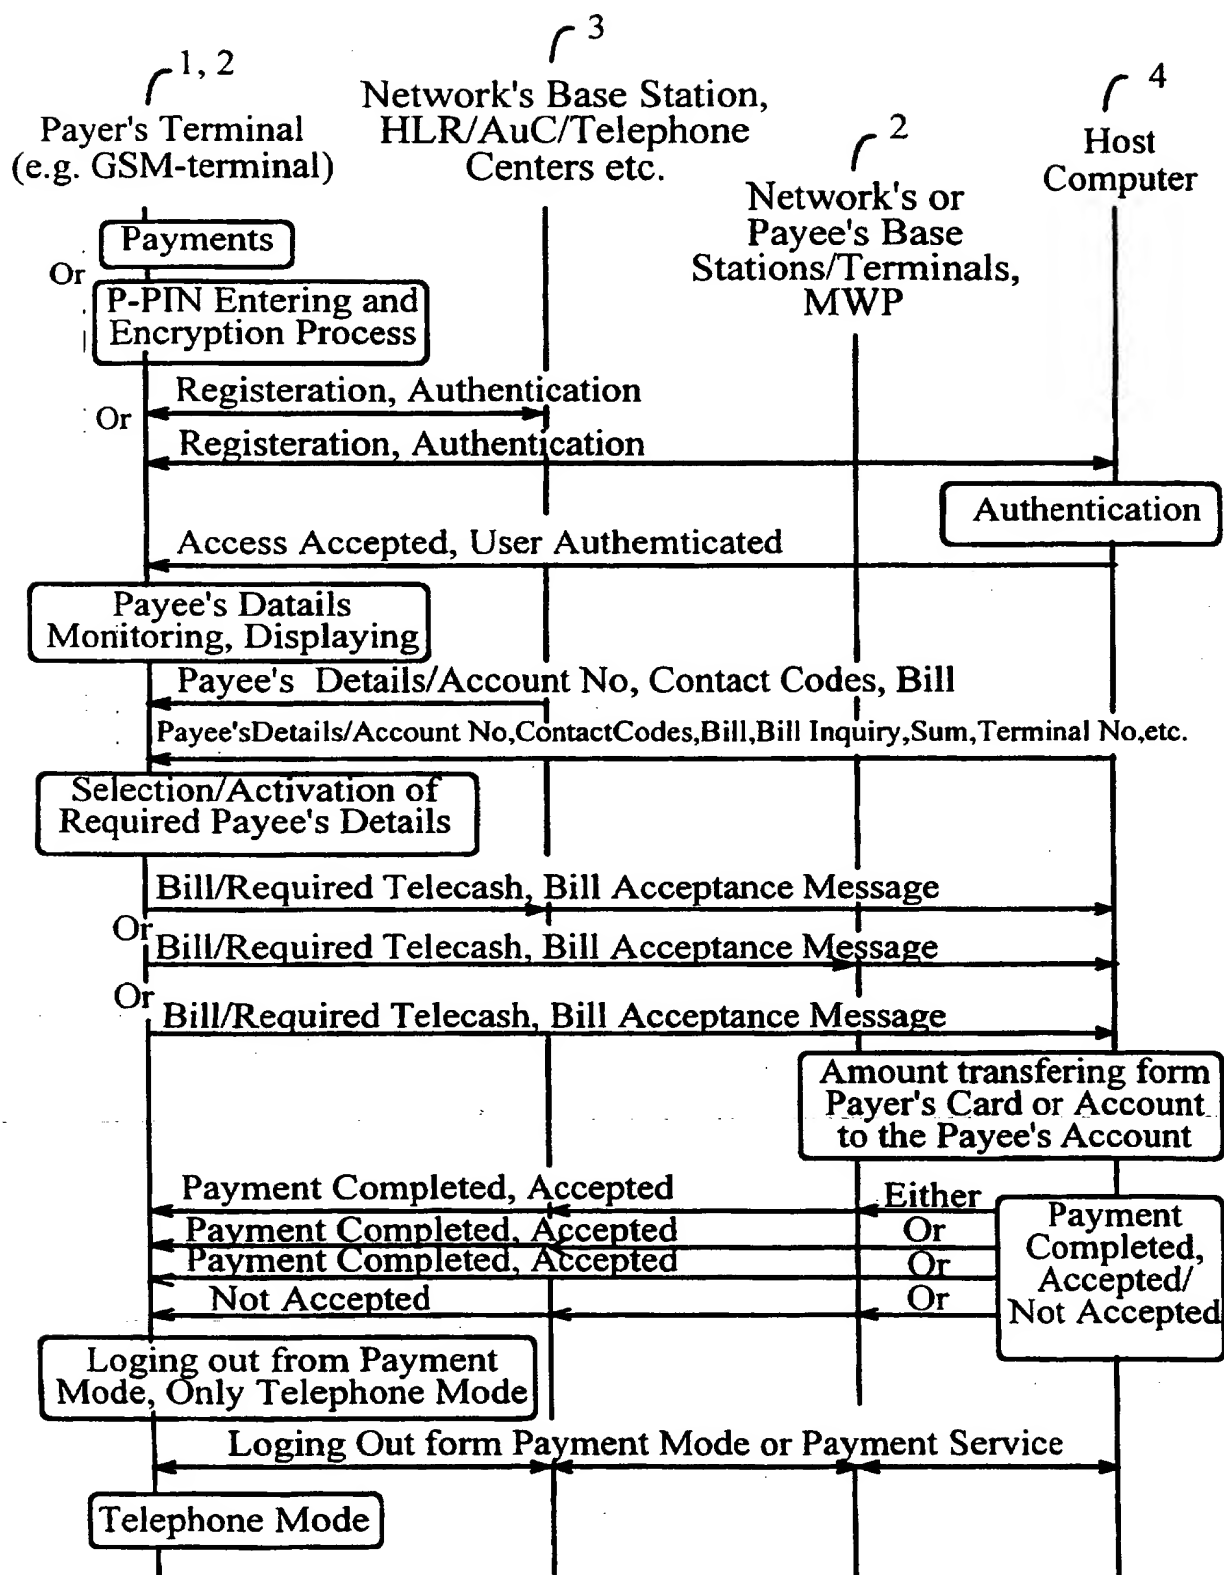 3
1, 2
4
Network's Base Station,
HLR/AuC/Telephone
Centers etc.
Payer's Terminal
(e.g. GSM-terminal)
2
Host
Computer
Network's or
Payee's Base
Stations/Terminals,
MWP
Payments
Or
P-PIN Entering and
Encryption Process
Registeration, Authentication
Or
Registeration, Authentication
Authentication
Access Accepted, User Authemticated
Payee's Datails
Monitoring, Displaying
Payee's Details/Account No, Contact Codes, Bill
Payee'sDetails/Account No,ContactCodes,Bill,Bill Inquiry,Sum,Terminal No,etc.
Selection/Activation of
Required Payee's Details
Bill/Required Telecash, Bill Acceptance Message
Or
Bill/Required Telecash, Bill Acceptance Message
Or
Bill/Required Telecash, Bill Acceptance Message
Amount transfering form
Payer's Card or Account
to the Payee's Account
Payment Completed, Accepted
Either
Payment Completed, Accepted
Or
Payment Completed, Accepted
Or
Not Accepted
Or
Payment
Completed,
Accepted/
Not Accepted
Loging out from Payment
Mode, Only Telephone Mode
Loging Out form Payment Mode or Payment Service
Telephone Mode